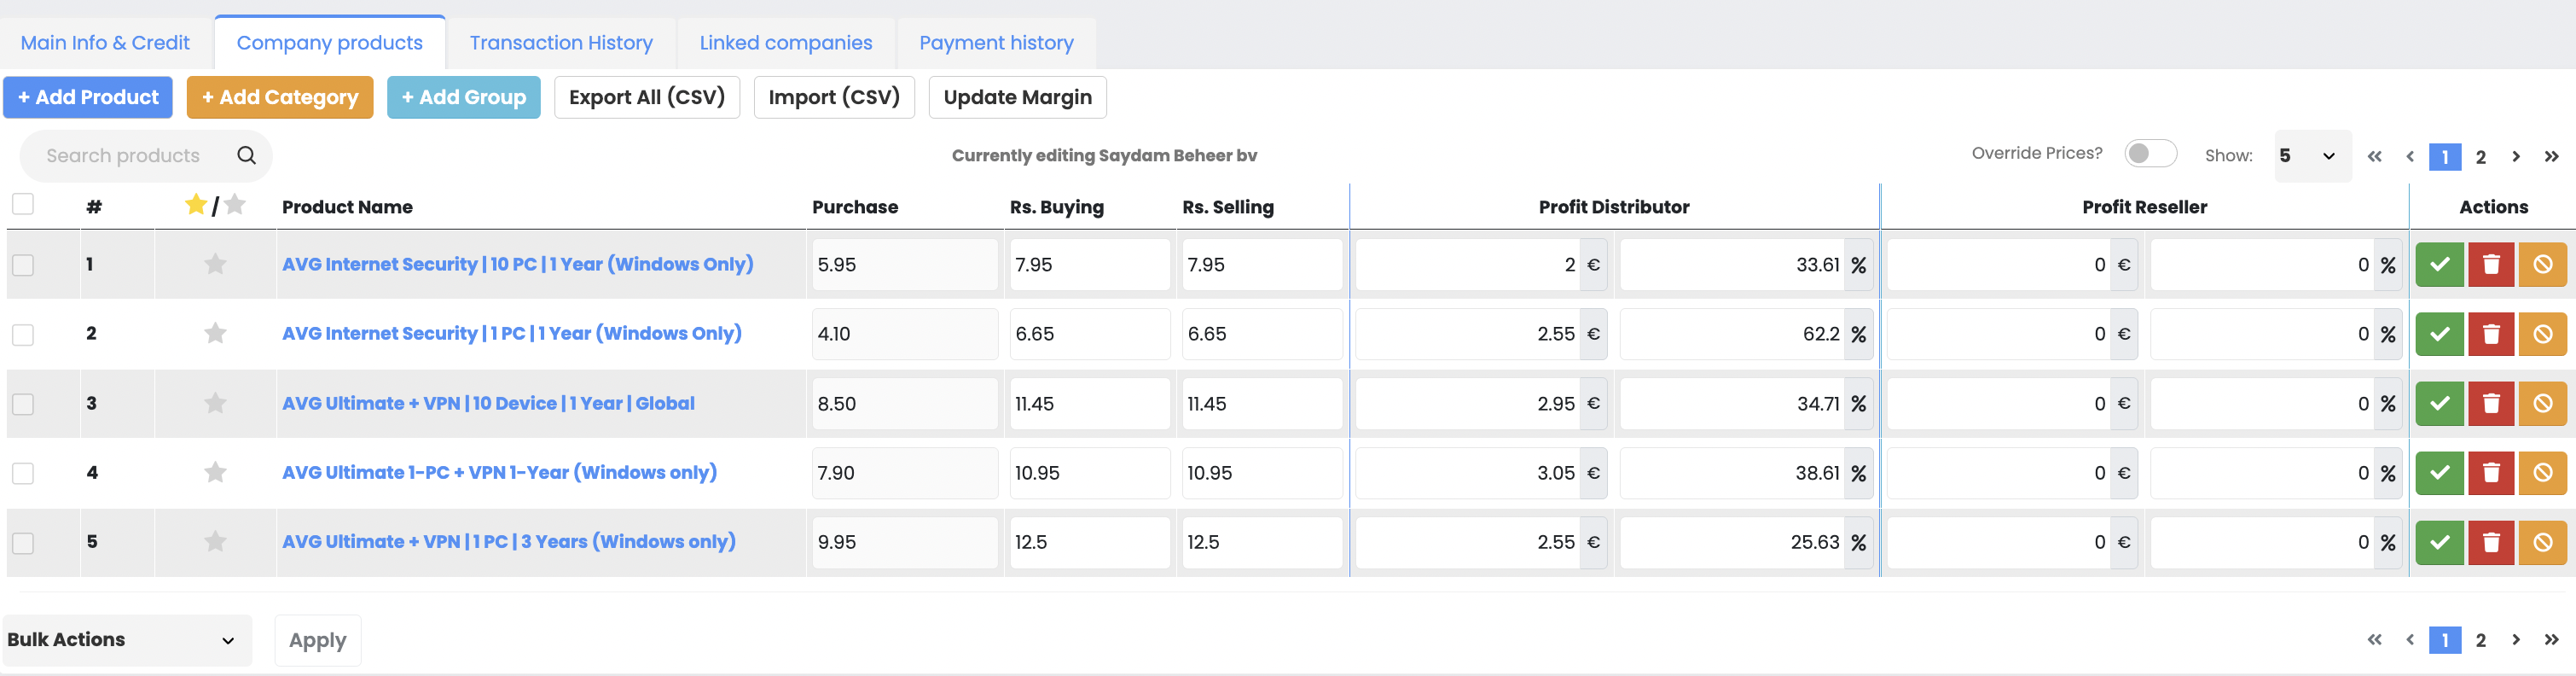 Main Info & Credit Company products Transaction History Linked companies Payment history
+ Add Product + Add Category + Add Group Export All (CSV) Import (CSV) Update Margin
Search products Currently editing Saydam Beheer bv Override Prices? Show: 5 « ‹ 1 2 › »
# / Product Name Purchase Rs. Buying Rs. Selling Profit Distributor Profit Reseller Actions
1 AVG Internet Security | 10 PC | 1 Year (Windows Only) 5.95 7.95 7.95 2 € 33.61 % 0 € 0 %
2 AVG Internet Security | 1 PC | 1 Year (Windows Only) 4.10 6.65 6.65 2.55 € 62.2 % 0 € 0 %
3 AVG Ultimate + VPN | 10 Device | 1 Year | Global 8.50 11.45 11.45 2.95 € 34.71 % 0 € 0 %
4 AVG Ultimate 1-PC + VPN 1-Year (Windows only) 7.90 10.95 10.95 3.05 € 38.61 % 0 € 0 %
5 AVG Ultimate + VPN | 1 PC | 3 Years (Windows only) 9.95 12.5 12.5 2.55 € 25.63 % 0 € 0 %
Bulk Actions Apply « ‹ 1 2 › »